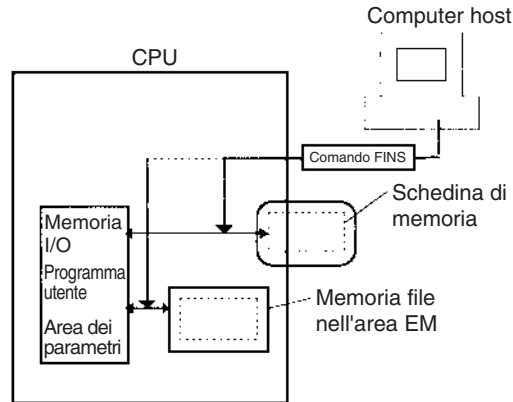 Computer host
CPU
Comando FINS
Schedina di
memoria
Memoria
I/O
Programma
utente
Area dei
parametri
Memoria file
nell'area EM